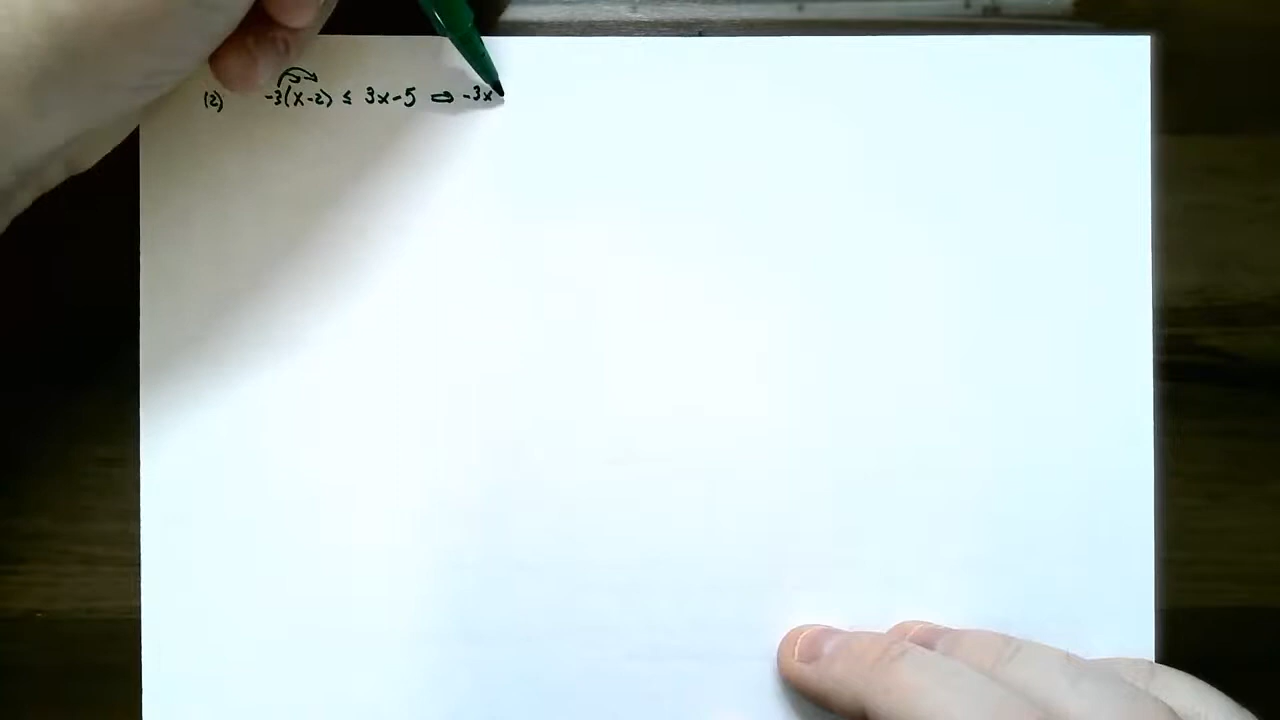 (2) -3(x-2) ≤ 3x-5 ⇒ -3x